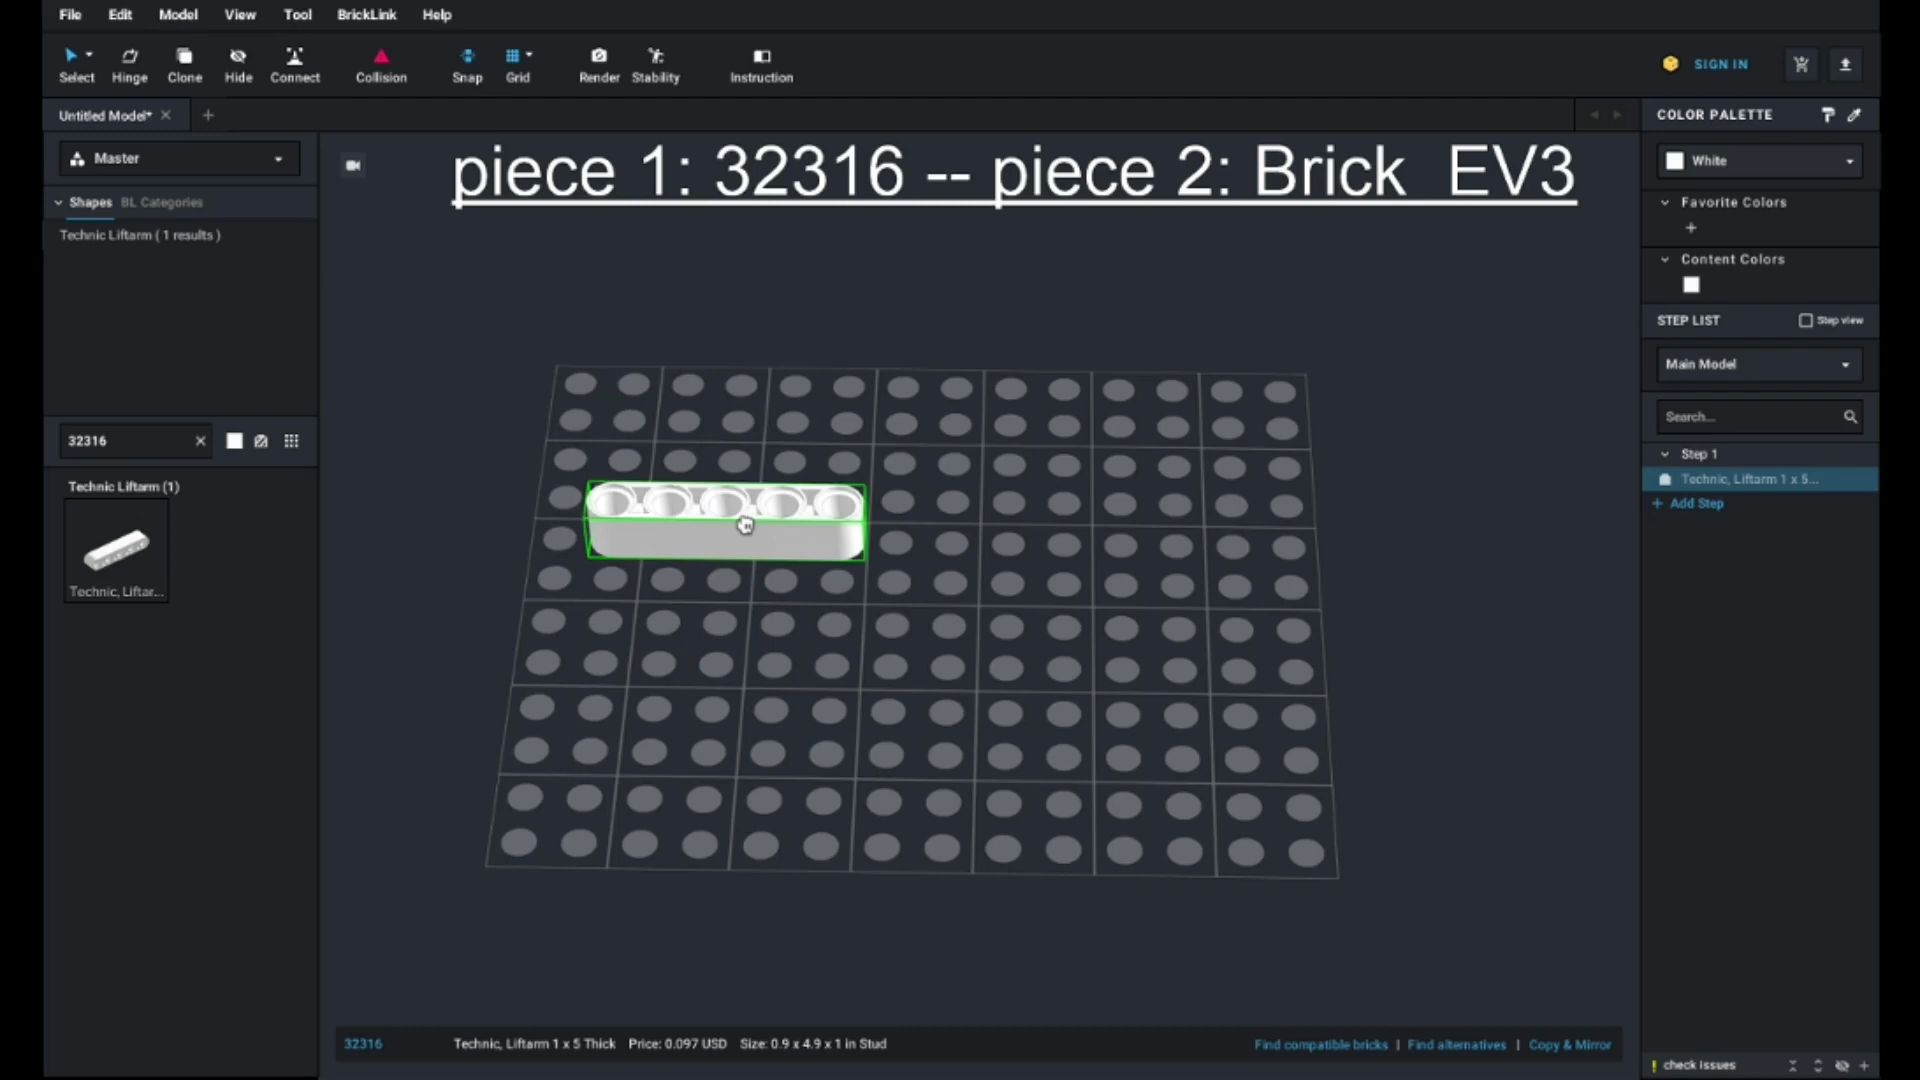 File Edit Model View Tool BrickLink Help
Select Hinge Clone Hide Connect Collision Snap Grid Render Stability Instruction SIGN IN
Untitled Model* COLOR PALETTE
Master
piece 1: 32316 -- piece 2: Brick EV3
White
Shapes BL Categories
Favorite Colors
+
Technic Liftarm ( 1 results )
Content Colors
STEP LIST Step view
Main Model
32316
Search...
Step 1
Technic, Liftarm 1 x 5...
+ Add Step
Technic Liftarm (1)
Technic, Liftar...
32316 Technic, Liftarm 1 x 5 Thick Price: 0.097 USD Size: 0.9 x 4.9 x 1 in Stud Find compatible bricks | Find alternatives | Copy & Mirror
! check issues